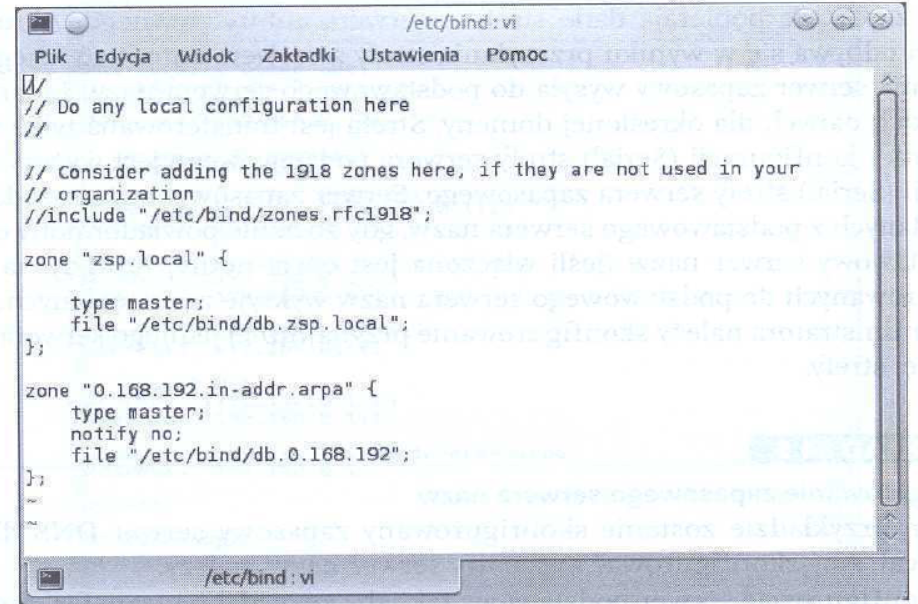 /etc/bind : vi
Plik Edycja Widok Zakładki Ustawienia Pomoc
//
// Do any local configuration here
//
// Consider adding the 1918 zones here, if they are not used in your
// organization
//include "/etc/bind/zones.rfc1918";
zone "zsp.local" {
type master;
file "/etc/bind/db.zsp.local";
};
zone "0.168.192.in-addr.arpa" {
type master;
notify no;
file "/etc/bind/db.0.168.192";
};
~
~
/etc/bind : vi